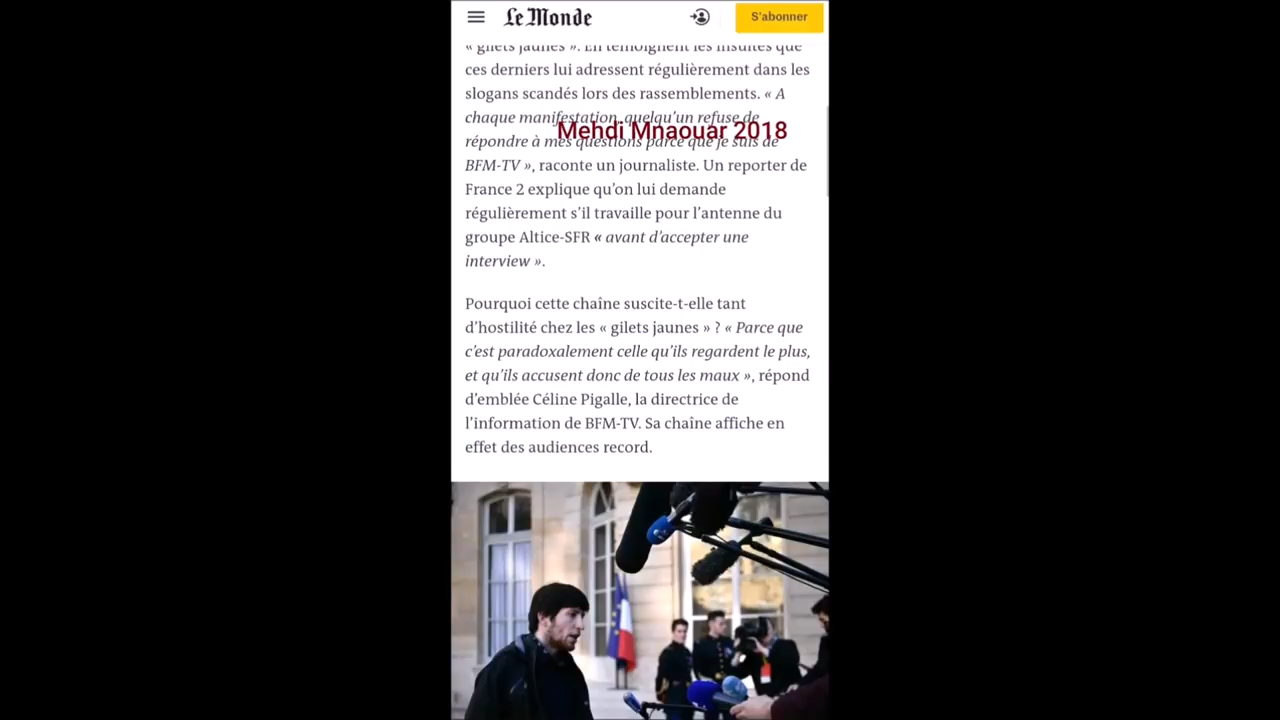 Le Monde
S'abonner
« gilets jaunes ». En témoignent les insultes que
ces derniers lui adressent régulièrement dans les
slogans scandés lors des rassemblements. « A
chaque manifestation, quelqu'un refuse de
Mehdi Mnaouar 2018
répondre à mes questions parce que je suis de
BFM-TV », raconte un journaliste. Un reporter de
France 2 explique qu'on lui demande
régulièrement s'il travaille pour l'antenne du
groupe Altice-SFR « avant d'accepter une
interview ».
Pourquoi cette chaîne suscite-t-elle tant
d'hostilité chez les « gilets jaunes » ? « Parce que
c'est paradoxalement celle qu'ils regardent le plus,
et qu'ils accusent donc de tous les maux », répond
d'emblée Céline Pigalle, la directrice de
l'information de BFM-TV. Sa chaîne affiche en
effet des audiences record.